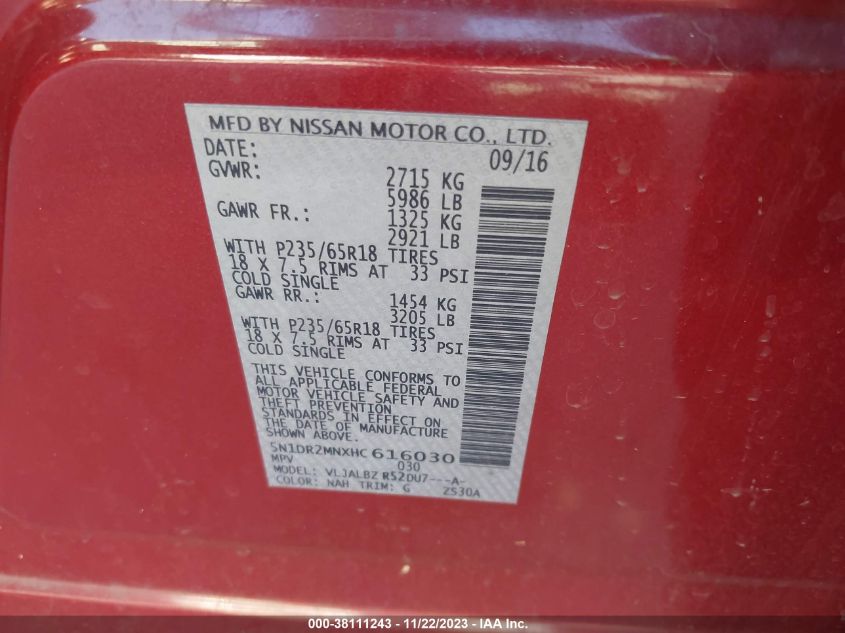 MFD BY NISSAN MOTOR CO., LTD.
DATE: 09/16
GVWR: 2715 KG
5986 LB
GAWR FR.: 1325 KG
2921 LB
WITH P235/65R18 TIRES
18 X 7.5 RIMS AT 33 PSI
COLD SINGLE
GAWR RR.: 1454 KG
3205 LB
WITH P235/65R18 TIRES
18 X 7.5 RIMS AT 33 PSI
COLD SINGLE
THIS VEHICLE CONFORMS TO
ALL APPLICABLE FEDERAL
MOTOR VEHICLE SAFETY AND
THEFT PREVENTION
STANDARDS IN EFFECT ON
THE DATE OF MANUFACTURE
SHOWN ABOVE.
5N1DR2MNXHC616030
MPV 030
MODEL: VLJALBZ R52DU7---A-
COLOR: NAH TRIM: G ZS30A
000-38111243 - 11/22/2023 - IAA Inc.